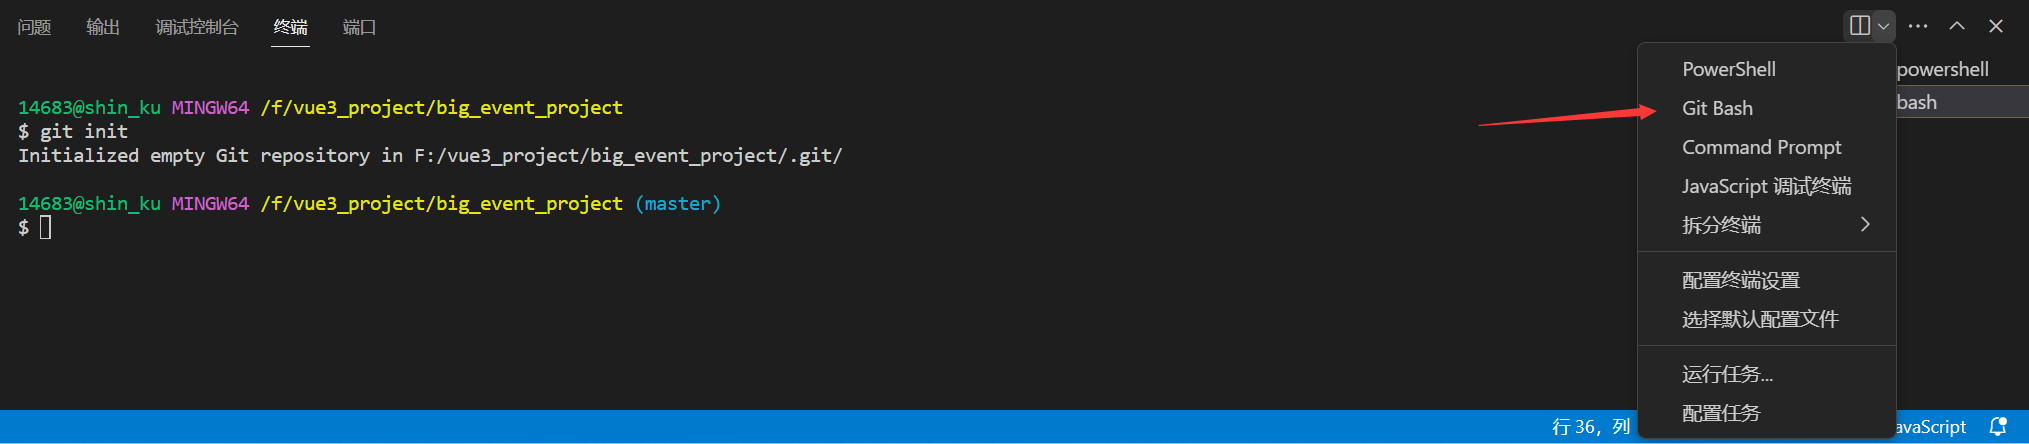 问题 输出 调试控制台 终端 端口
14683@shin_ku MINGW64 /f/vue3_project/big_event_project
$ git init
Initialized empty Git repository in F:/vue3_project/big_event_project/.git/
14683@shin_ku MINGW64 /f/vue3_project/big_event_project (master)
$
PowerShell
Git Bash
Command Prompt
JavaScript 调试终端
拆分终端
配置终端设置
选择默认配置文件
运行任务...
配置任务
powershell
bash
行 36，列
avaScript